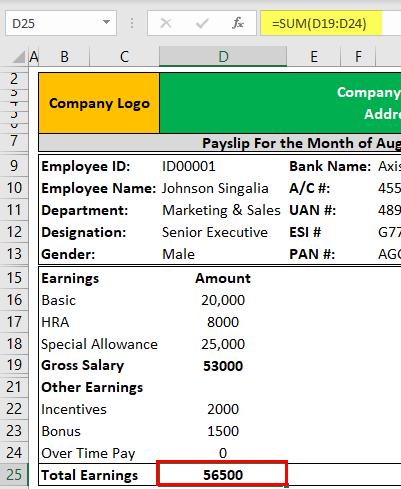 D25 fx =SUM(D19:D24)
A B C D E F
2 Company
3 Company Logo
4
5 Addre
7 Payslip For the Month of Aug
9 Employee ID: ID00001 Bank Name: Axis
10 Employee Name: Johnson Singalia A/C #: 455
11 Department: Marketing & Sales UAN #: 489
12 Designation: Senior Executive ESI # G77
13 Gender: Male PAN #: AGC
15 Earnings Amount
16 Basic 20,000
17 HRA 8000
18 Special Allowance 25,000
19 Gross Salary 53000
21 Other Earnings
22 Incentives 2000
23 Bonus 1500
24 Over Time Pay 0
25 Total Earnings 56500